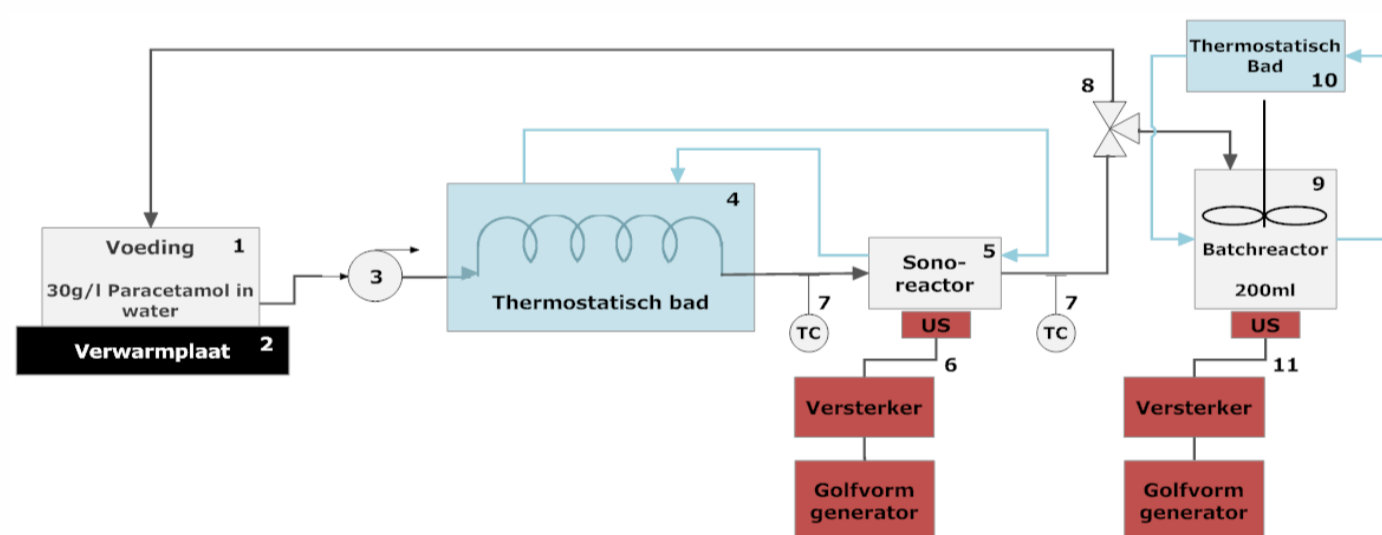 Thermostatisch
Bad
10
8
4
9
Voeding 1
5
Sono-
reactor
Batchreactor
3
30g/l Paracetamol in
water
Thermostatisch bad
7
7
200ml
TC
TC
US
US
Verwarmplaat 2
6
11
Versterker
Versterker
Golfvorm
generator
Golfvorm
generator